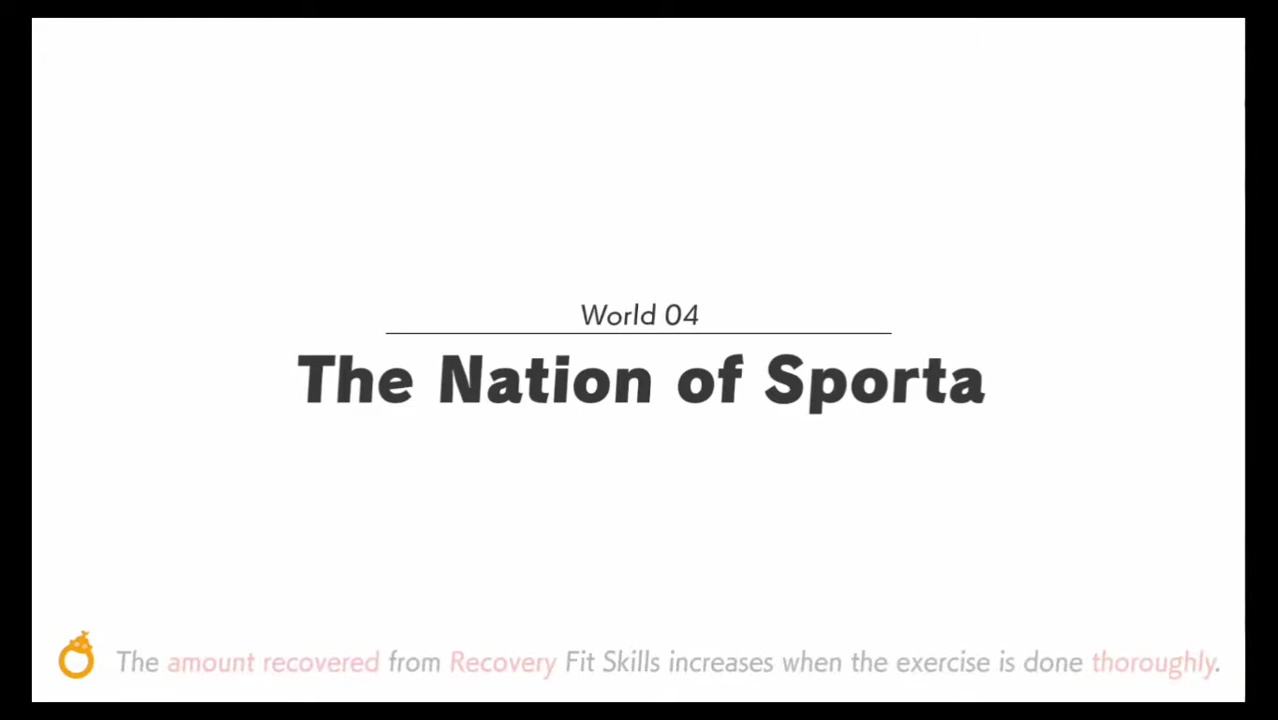 World 04
The Nation of Sporta
The amount recovered from Recovery Fit Skills increases when the exercise is done thoroughly.